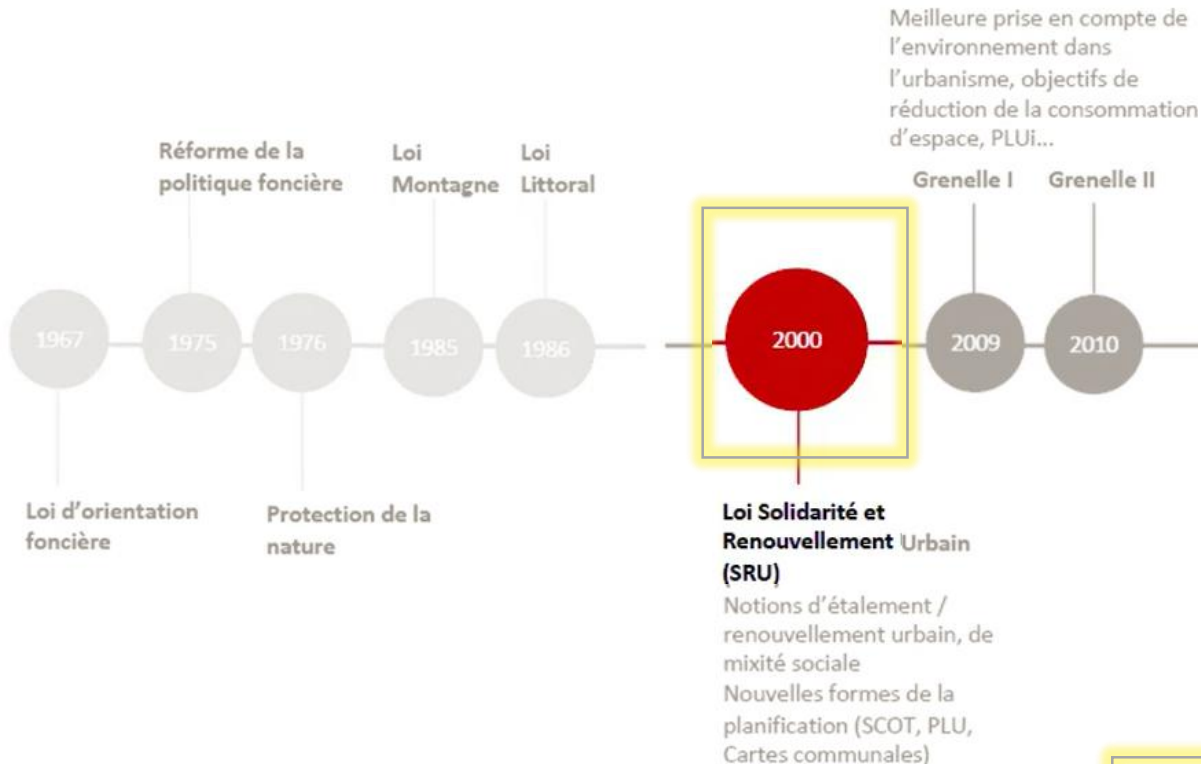 Meilleure prise en compte de
l'environnement dans
l'urbanisme, objectifs de
réduction de la consommation
d'espace, PLUi...
Réforme de la
politique foncière
Loi
Montagne
Loi
Littoral
Grenelle I
Grenelle II
1967
1975
1976
1985
1986
2000
2009
2010
Loi d'orientation
foncière
Protection de la
nature
Loi Solidarité et
Renouvellement Urbain
(SRU)
Notions d'étalement /
renouvellement urbain, de
mixité sociale
Nouvelles formes de la
planification (SCOT, PLU,
Cartes communales)